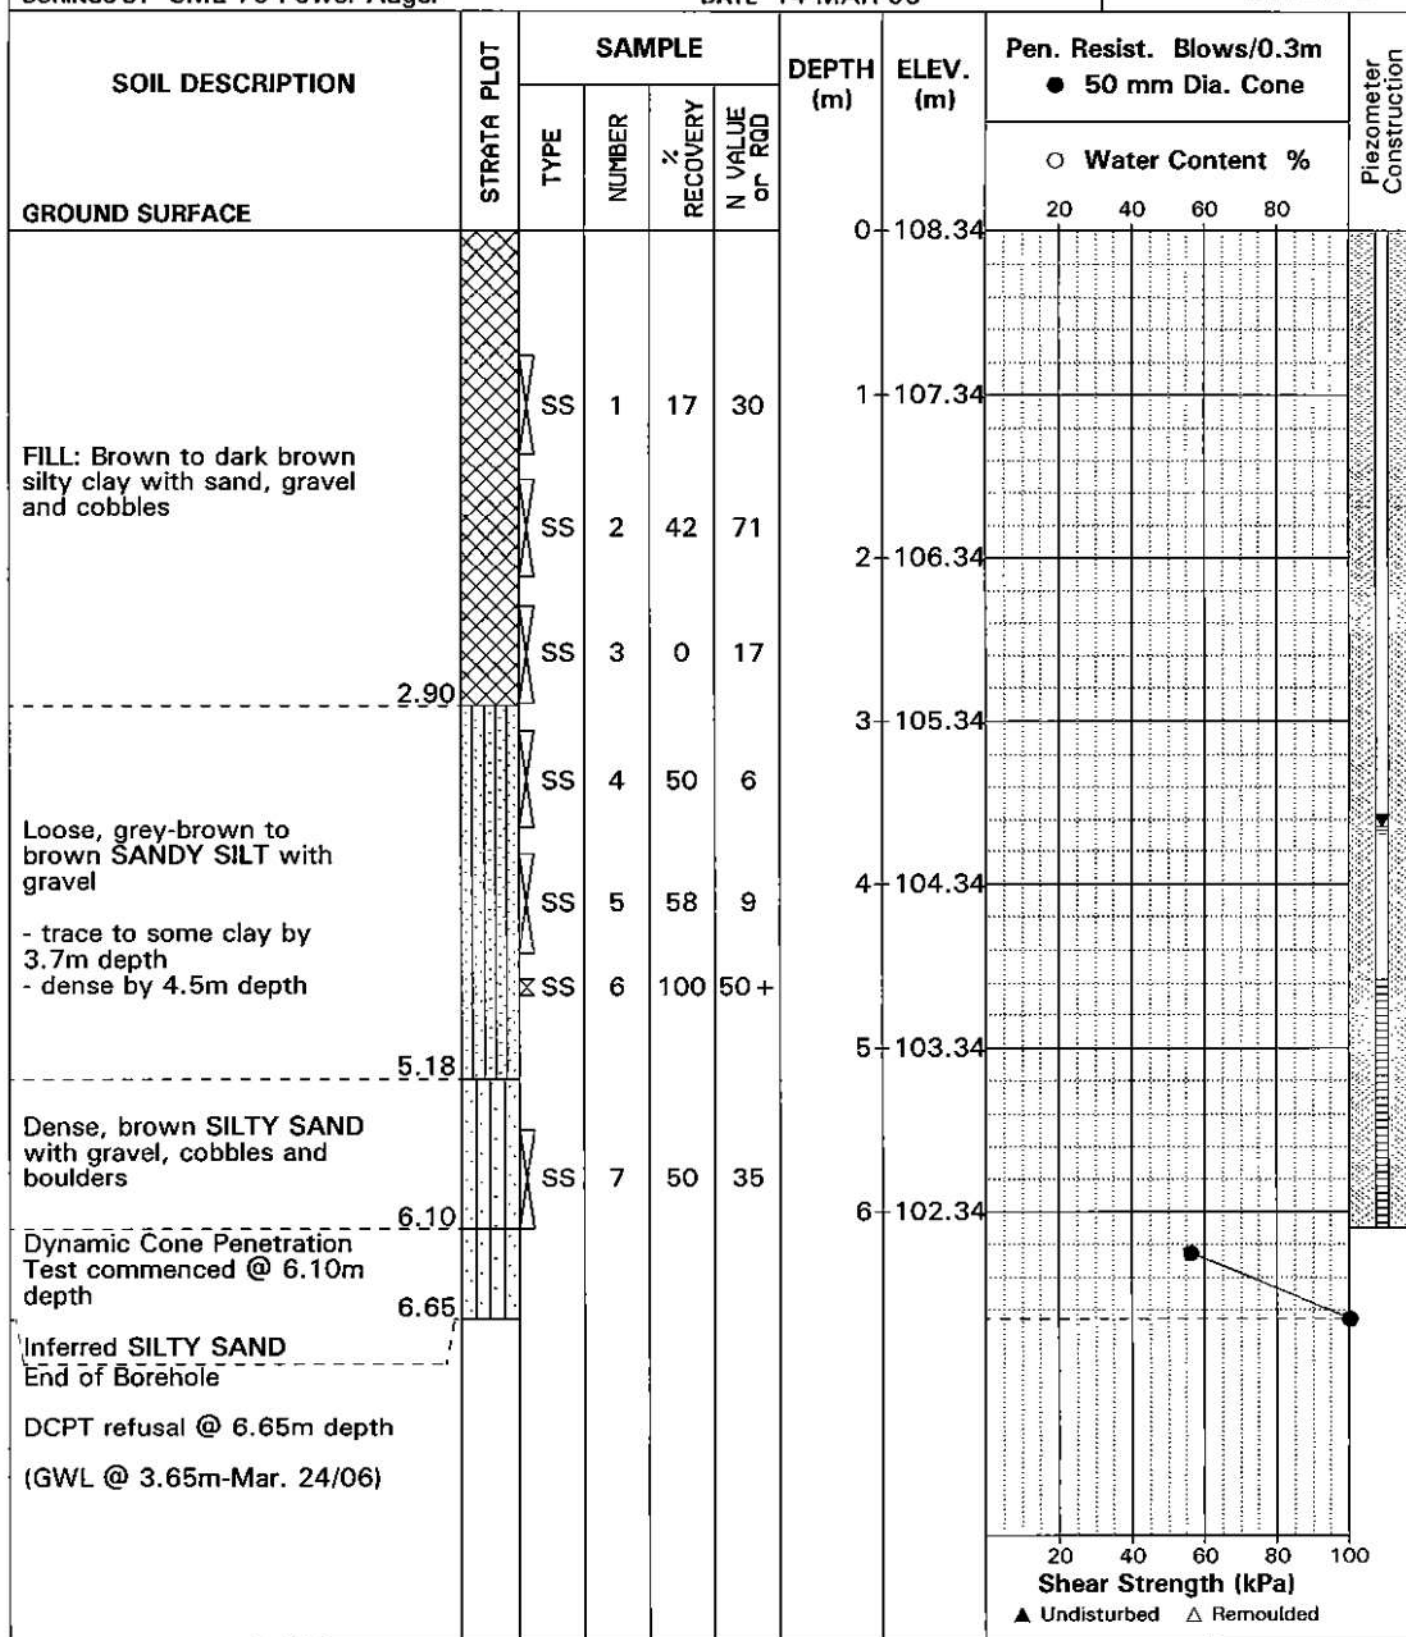 SOIL DESCRIPTION
GROUND SURFACE
STRATA PLOT
SAMPLE
TYPE
NUMBER
%
RECOVERY
N VALUE
or RQD
DEPTH
(m)
ELEV.
(m)
Pen. Resist. Blows/0.3m
● 50 mm Dia. Cone
○ Water Content %
20 40 60 80
Piezometer
Construction
0 108.34
SS 1 17 30
1 107.34
FILL: Brown to dark brown
silty clay with sand, gravel
and cobbles
SS 2 42 71
2 106.34
SS 3 0 17
2.90
3 105.34
SS 4 50 6
Loose, grey-brown to
brown SANDY SILT with
gravel
4 104.34
SS 5 58 9
- trace to some clay by
3.7m depth
- dense by 4.5m depth
SS 6 100 50+
5 103.34
5.18
Dense, brown SILTY SAND
with gravel, cobbles and
boulders
SS 7 50 35
6 102.34
6.10
Dynamic Cone Penetration
Test commenced @ 6.10m
depth
6.65
Inferred SILTY SAND
End of Borehole
DCPT refusal @ 6.65m depth
(GWL @ 3.65m-Mar. 24/06)
20 40 60 80 100
Shear Strength (kPa)
▲ Undisturbed △ Remoulded